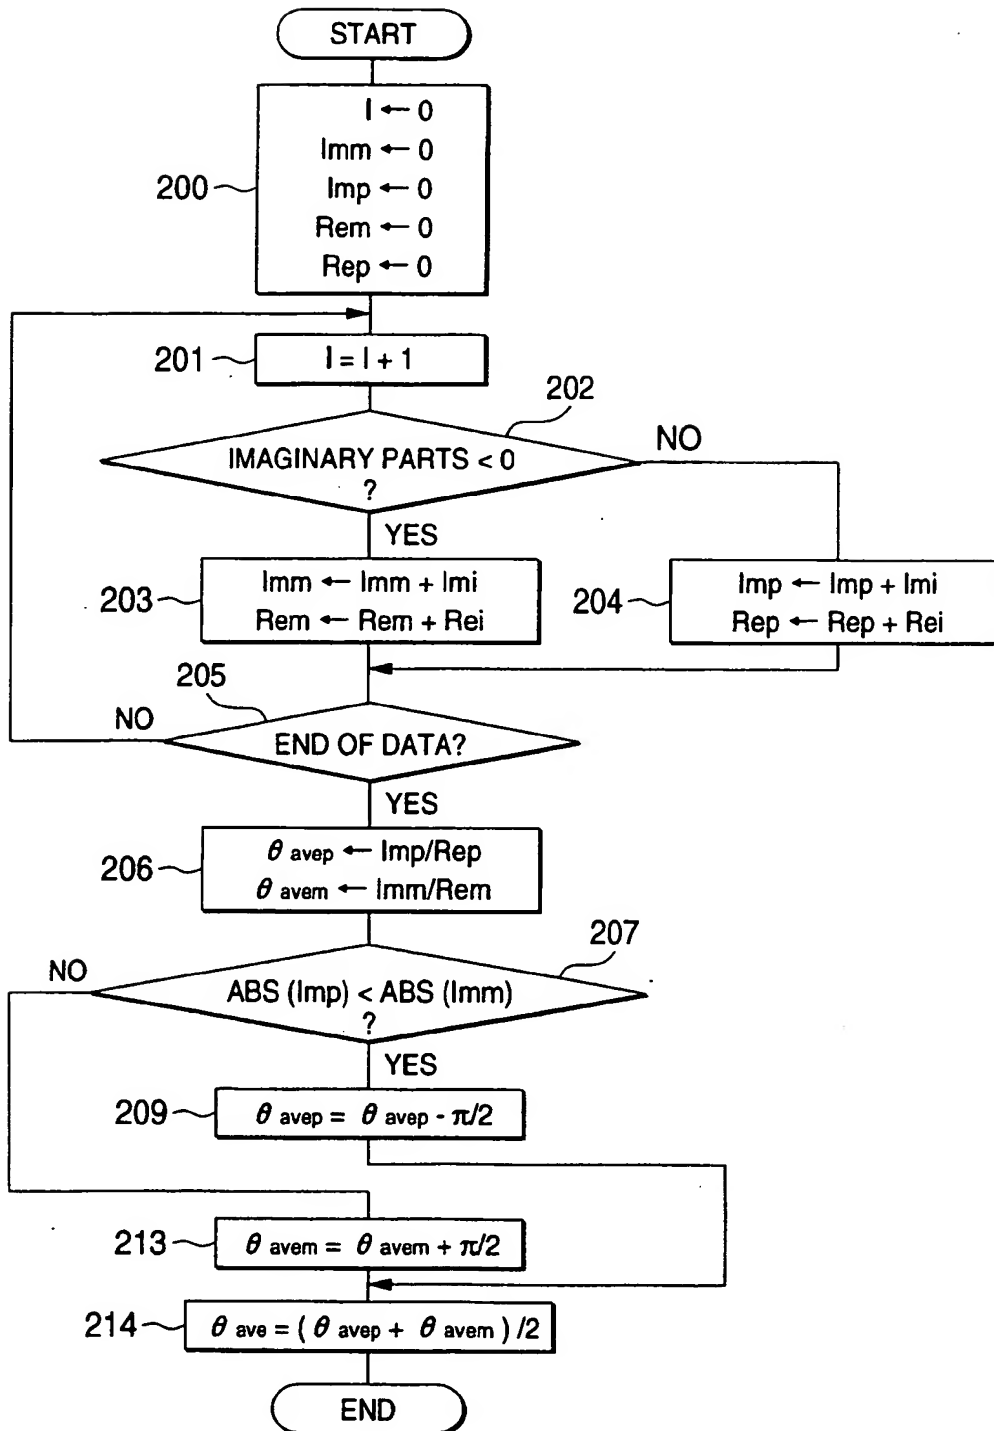 START
I ← 0
Imm ← 0
200
Imp ← 0
Rem ← 0
Rep ← 0
201
I = I + 1
202
IMAGINARY PARTS < 0
?
NO
YES
203
Imm ← Imm + Imi
Rem ← Rem + Rei
204
Imp ← Imp + Imi
Rep ← Rep + Rei
205
NO
END OF DATA?
YES
206
θ avep ← Imp/Rep
θ avem ← Imm/Rem
207
NO
ABS (Imp) < ABS (Imm)
?
YES
209
θ avep = θ avep - π/2
213
θ avem = θ avem + π/2
214
θ ave = ( θ avep + θ avem ) /2
END